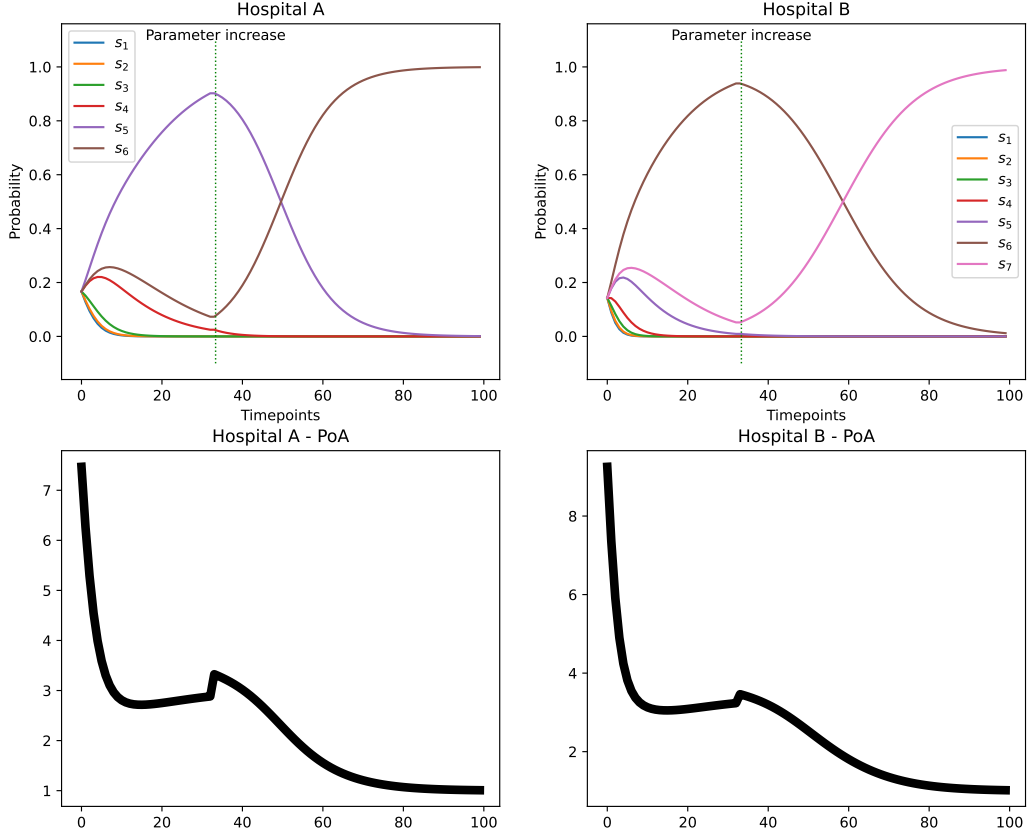 Hospital A
Parameter increase
s1
s2
s3
s4
s5
s6
Probability
1.0
0.8
0.6
0.4
0.2
0.0
0 20 40 60 80 100
Timepoints
Hospital B
Parameter increase
s1
s2
s3
s4
s5
s6
s7
Probability
1.0
0.8
0.6
0.4
0.2
0.0
0 20 40 60 80 100
Timepoints
Hospital A - PoA
7
6
5
4
3
2
1
0 20 40 60 80 100
Hospital B - PoA
8
6
4
2
0 20 40 60 80 100